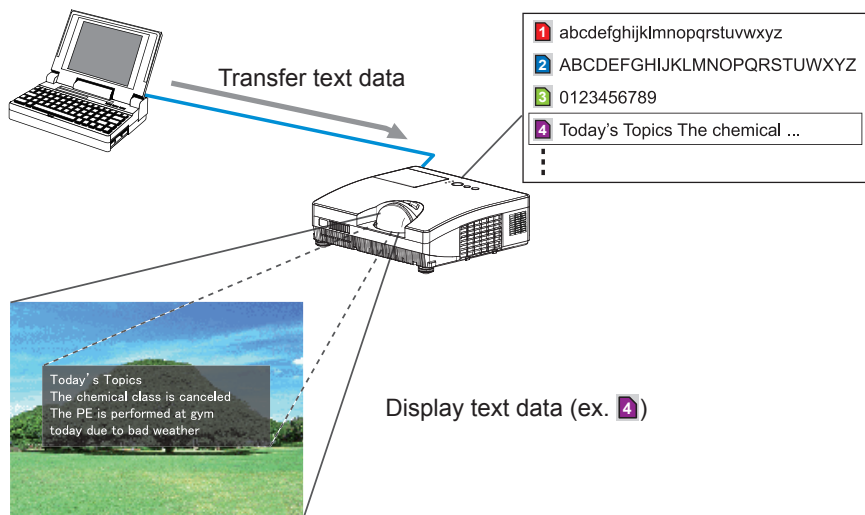 Transfer text data
1 abcdefghijklmnopqrstuvwxyz
2 ABCDEFGHIJKLMNOPQRSTUWXYZ
3 0123456789
4 Today's Topics The chemical ...
Today's Topics
The chemical class is canceled
The PE is performed at gym
today due to bad weather
Display text data (ex. 4)